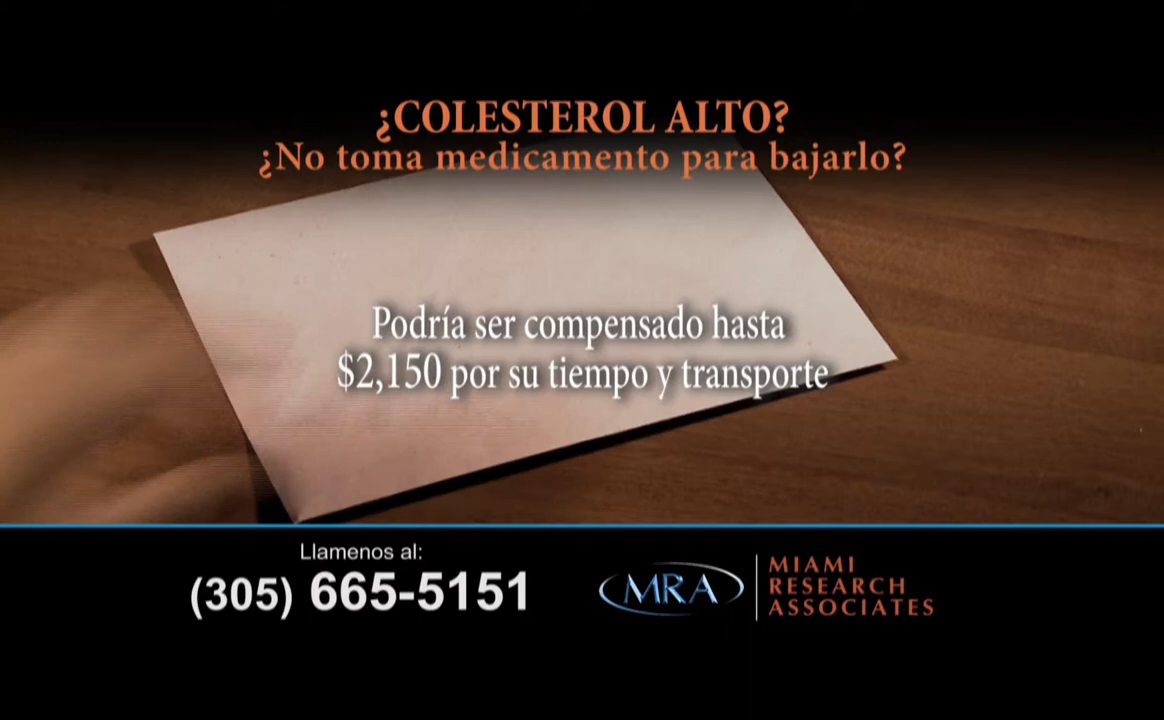 ¿COLESTEROL ALTO?
¿No toma medicamento para bajarlo?
Podría ser compensado hasta
$2,150 por su tiempo y transporte
Llamenos al:
(305) 665-5151
MRA
MIAMI
RESEARCH
ASSOCIATES